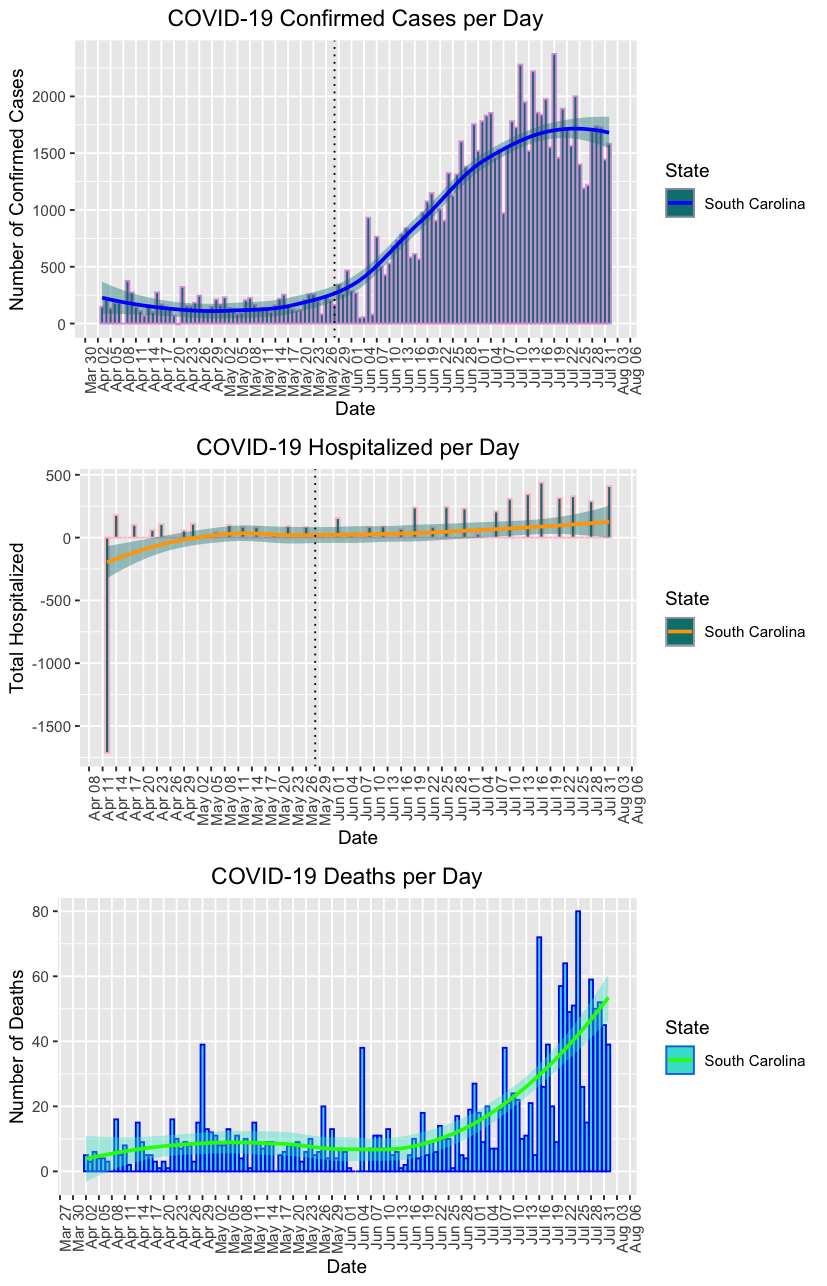 COVID-19 Confirmed Cases per Day
Number of Confirmed Cases
2000
1500
1000
500
0
Mar 30
Apr 02
Apr 05
Apr 08
Apr 11
Apr 14
Apr 17
Apr 20
Apr 23
Apr 26
Apr 29
May 02
May 05
May 08
May 11
May 14
May 17
May 20
May 23
May 26
May 29
Jun 01
Jun 04
Jun 07
Jun 10
Jun 13
Jun 16
Jun 19
Jun 22
Jun 25
Jun 28
Jul 01
Jul 04
Jul 07
Jul 10
Jul 13
Jul 16
Jul 19
Jul 22
Jul 25
Jul 28
Jul 31
Aug 03
Aug 06
Date
State
South Carolina
COVID-19 Hospitalized per Day
Total Hospitalized
500
0
-500
-1000
-1500
Apr 08
Apr 11
Apr 14
Apr 17
Apr 20
Apr 23
Apr 26
Apr 29
May 02
May 05
May 08
May 11
May 14
May 17
May 20
May 23
May 26
May 29
Jun 01
Jun 04
Jun 07
Jun 10
Jun 13
Jun 16
Jun 19
Jun 22
Jun 25
Jun 28
Jul 01
Jul 04
Jul 07
Jul 10
Jul 13
Jul 16
Jul 19
Jul 22
Jul 25
Jul 28
Jul 31
Aug 03
Aug 06
Date
State
South Carolina
COVID-19 Deaths per Day
Number of Deaths
80
60
40
20
0
Mar 27
Mar 30
Apr 02
Apr 05
Apr 08
Apr 11
Apr 14
Apr 17
Apr 20
Apr 23
Apr 26
Apr 29
May 02
May 05
May 08
May 11
May 14
May 17
May 20
May 23
May 26
May 29
Jun 01
Jun 04
Jun 07
Jun 10
Jun 13
Jun 16
Jun 19
Jun 22
Jun 25
Jun 28
Jul 01
Jul 04
Jul 07
Jul 10
Jul 13
Jul 16
Jul 19
Jul 22
Jul 25
Jul 28
Jul 31
Aug 03
Aug 06
Date
State
South Carolina